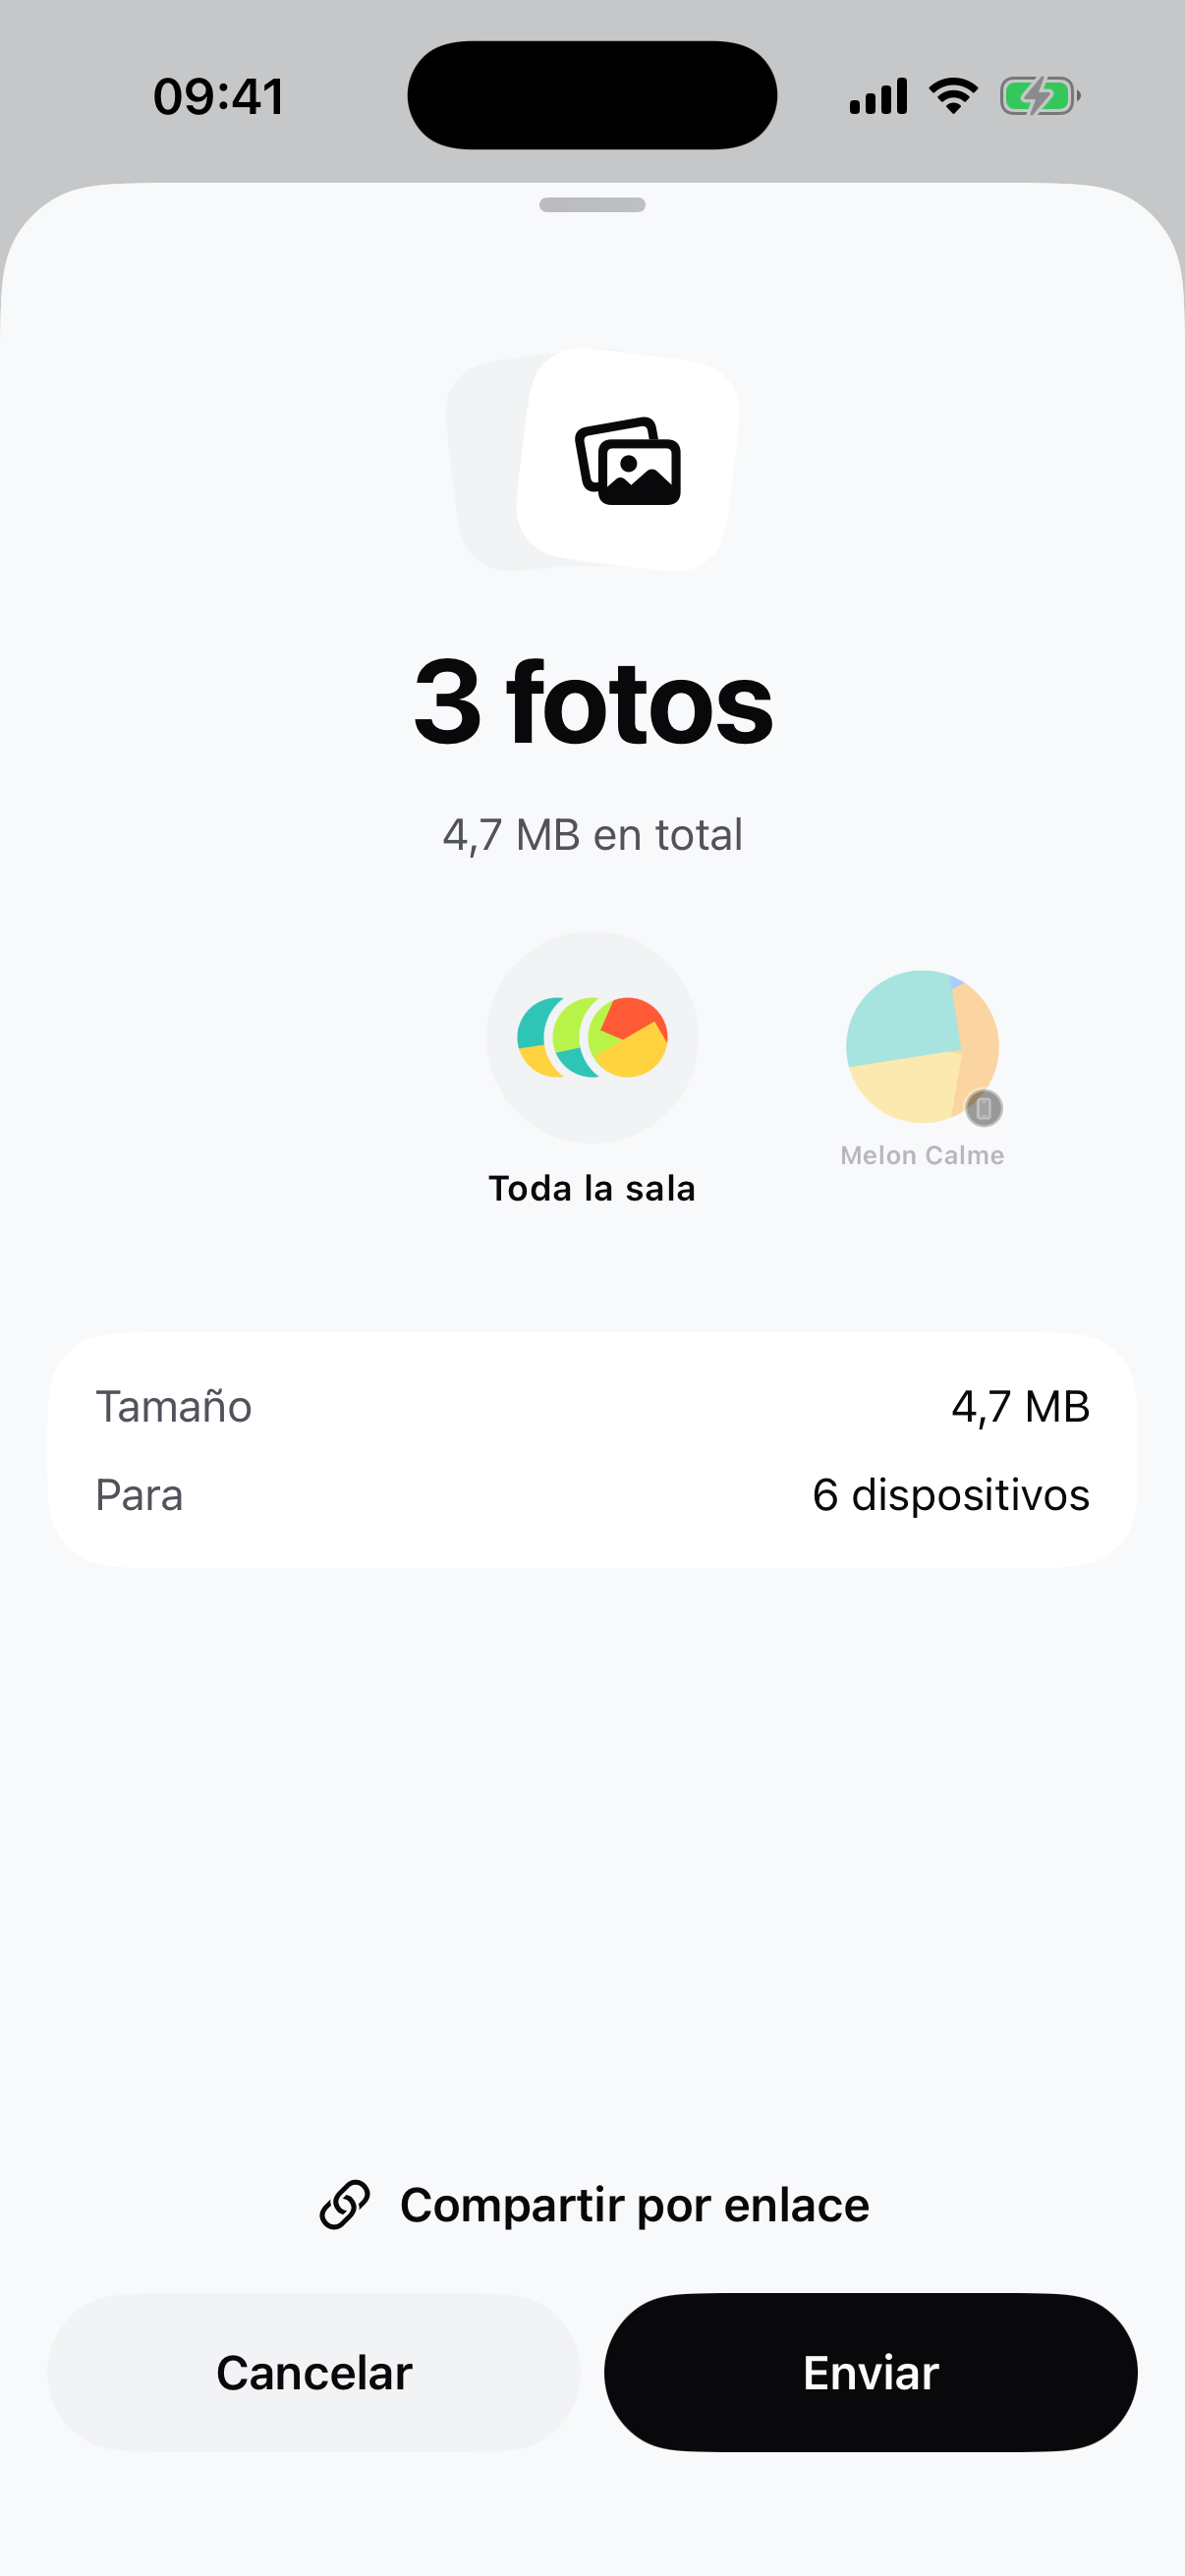 09:41
3 fotos
4,7 MB en total
Toda la sala
Melon Calme
Tamaño 4,7 MB
Para 6 dispositivos
Compartir por enlace
Cancelar Enviar